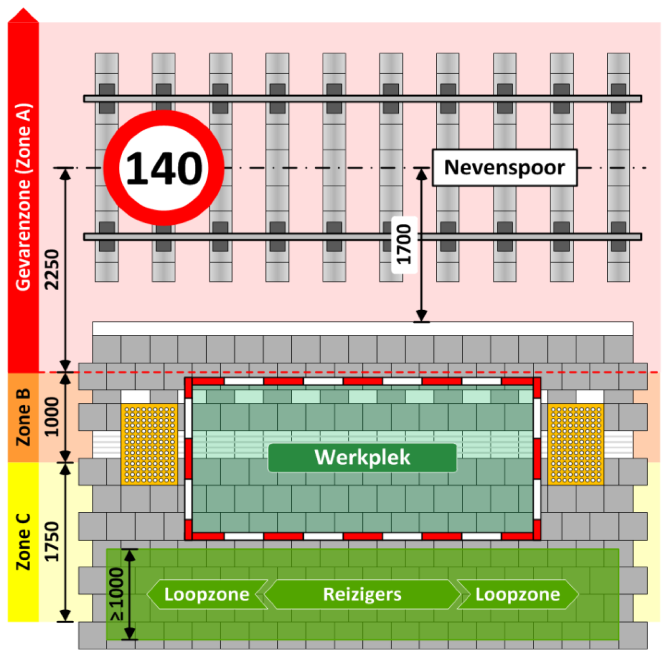 Gevarenzone (Zone A)
140
Nevenspoor
2250
1700
Zone B
1000
Werkplek
Zone C
1750
≥1000
Loopzone
Reizigers
Loopzone